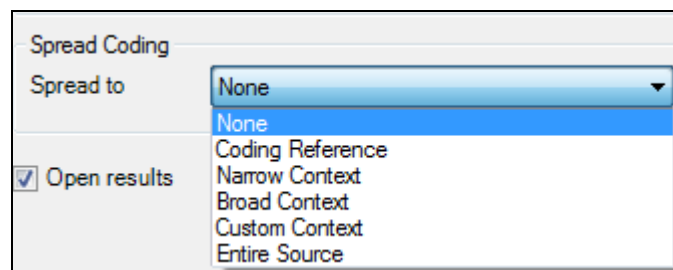 Spread Coding
Spread to None
None
Coding Reference
Narrow Context
Open results
Broad Context
Custom Context
Entire Source